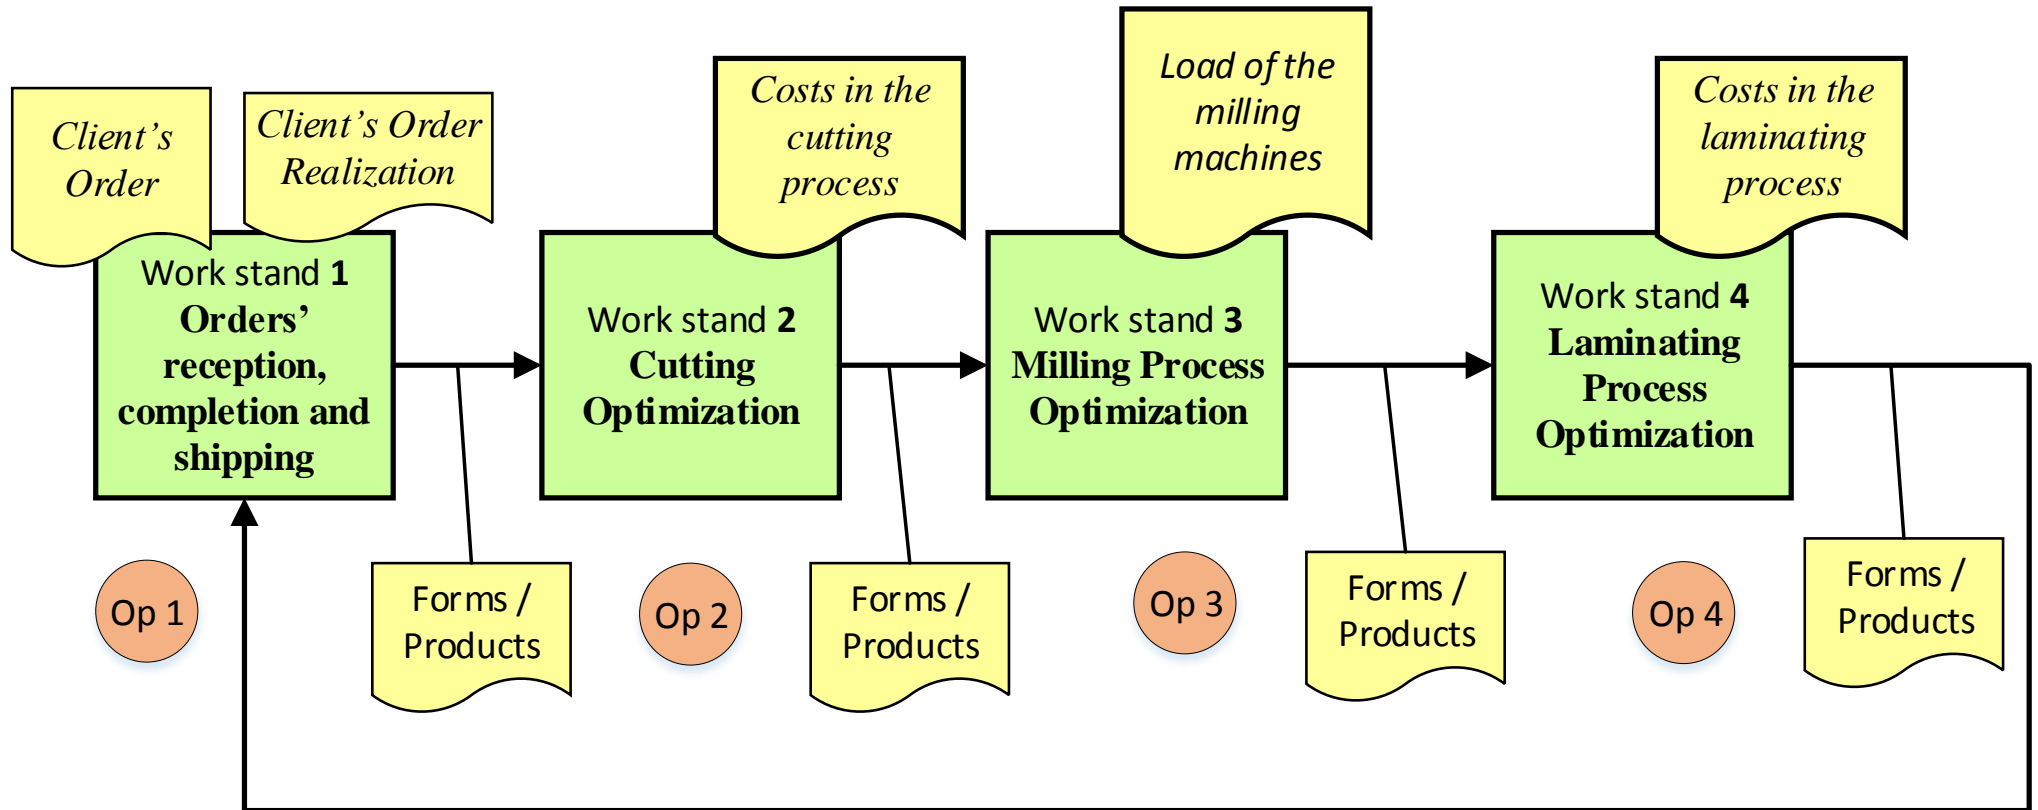 Client’s
Order
Client’s Order
Realization
Costs in the
cutting
process
Load of the
milling
machines
Costs in the
laminating
process
Work stand 1
Orders’
reception,
completion and
shipping
Work stand 2
Cutting
Optimization
Work stand 3
Milling Process
Optimization
Work stand 4
Laminating
Process
Optimization
Op 1
Forms /
Products
Op 2
Forms /
Products
Op 3
Forms /
Products
Op 4
Forms /
Products